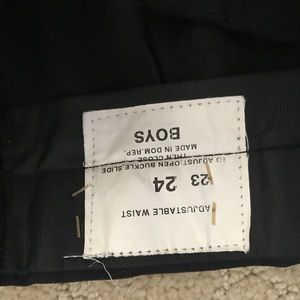 ADJUSTABLE WAIST
23 24
TO ADJUST:OPEN BUCKLE,SLIDE
THEN CLOSE
MADE IN DOM.REP.
BOYS